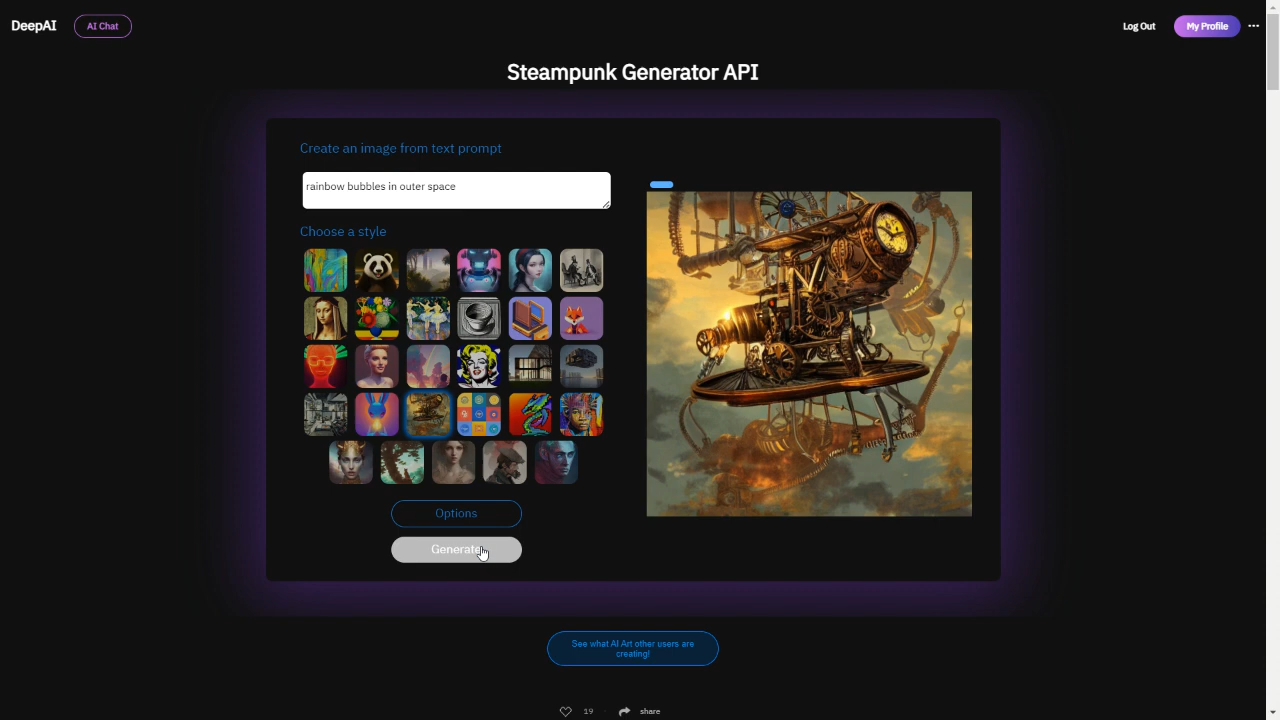 DeepAI
AI Chat
Log Out
My Profile
Steampunk Generator API
Create an image from text prompt
rainbow bubbles in outer space
Choose a style
Options
Generate
See what AI Art other users are
creating!
19
share